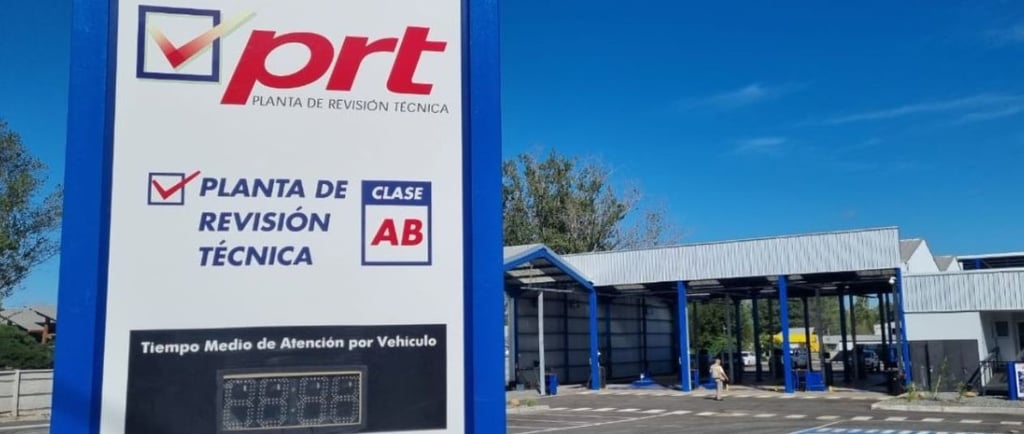 prt
PLANTA DE REVISIÓN TÉCNICA
PLANTA DE
REVISIÓN
TÉCNICA
CLASE
AB
Tiempo Medio de Atención por Vehículo